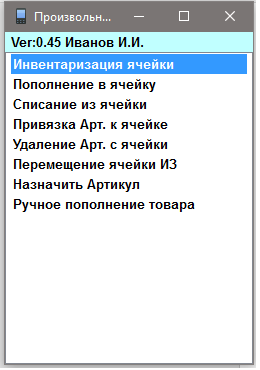 Произвольн...
Ver:0.45 Иванов И.И.
Инвентаризация ячейки
Пополнение в ячейку
Списание из ячейки
Привязка Арт. к ячейке
Удаление Арт. с ячейки
Перемещение ячейки ИЗ
Назначить Артикул
Ручное пополнение товара